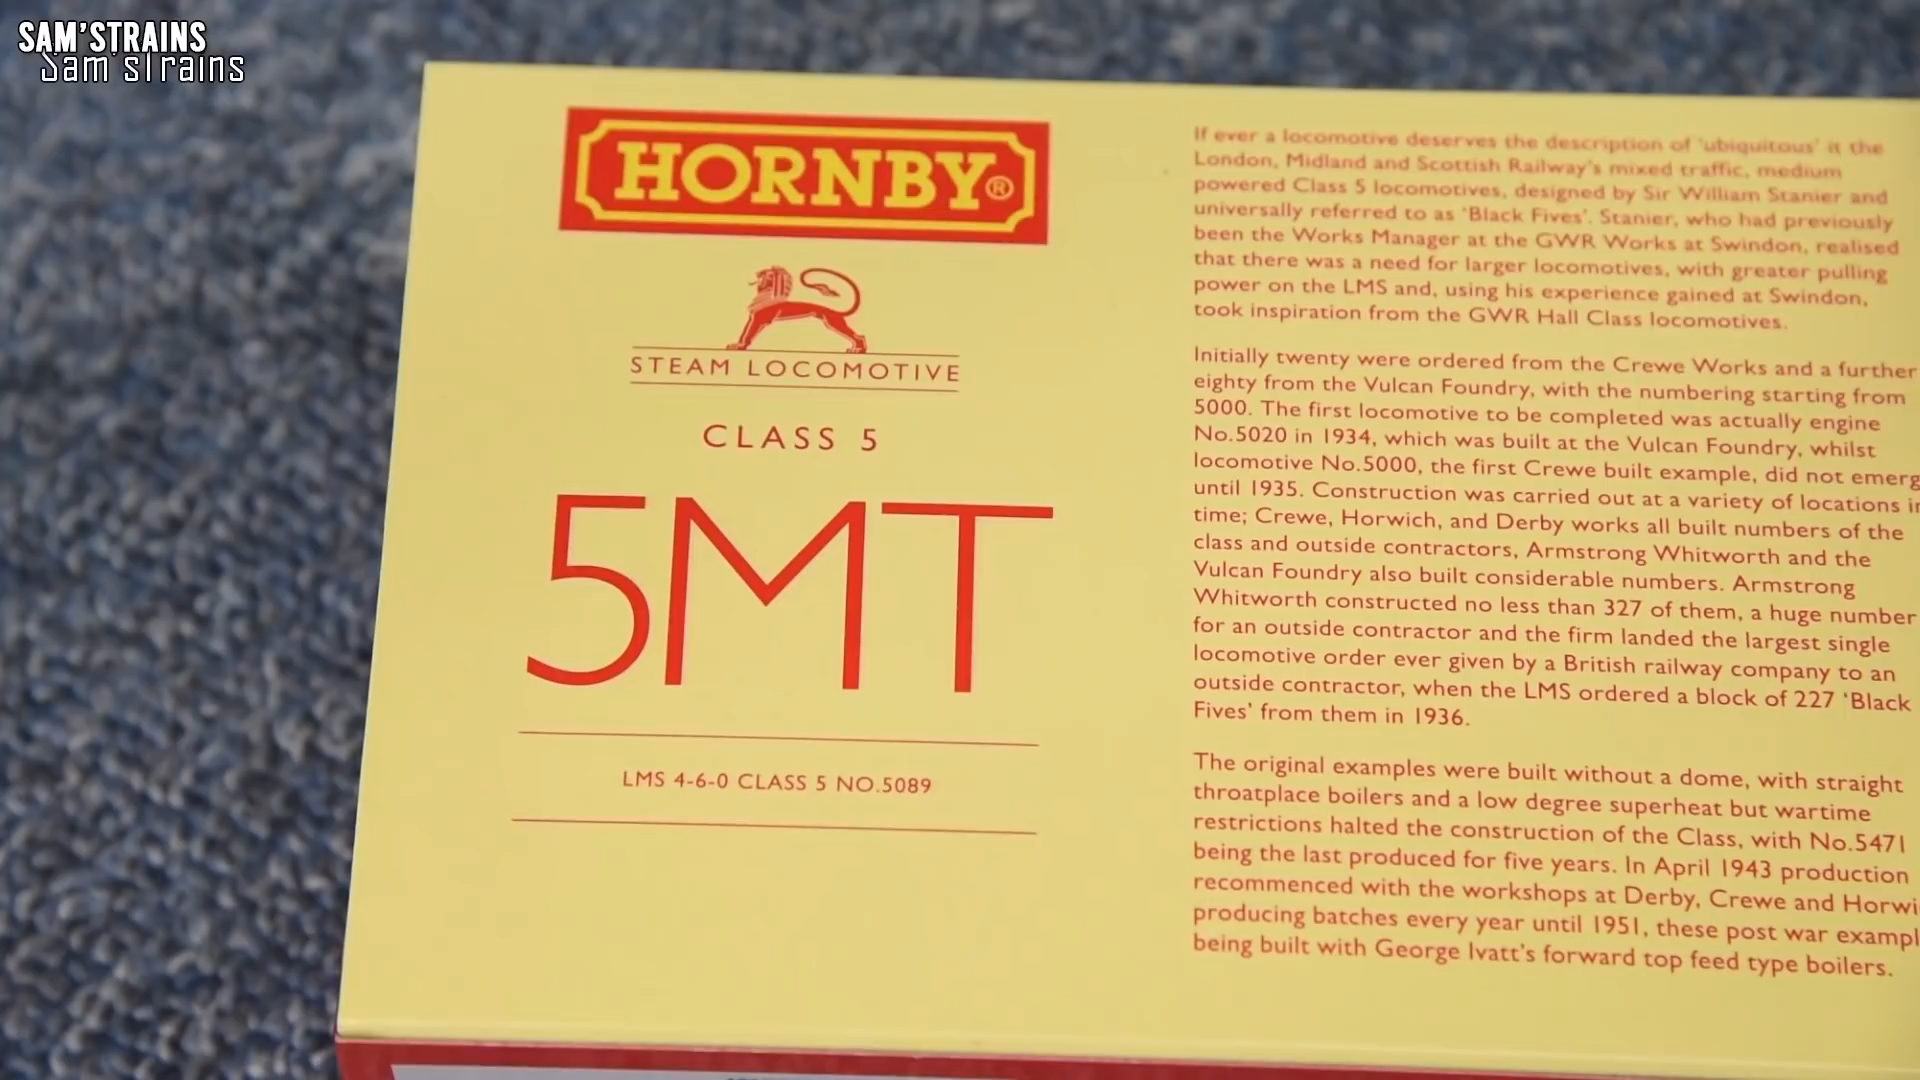 SAM'STRAINS
Sam'strains
HORNBY®
STEAM LOCOMOTIVE
CLASS 5
5MT
LMS 4-6-0 CLASS 5 NO.5089
If ever a locomotive deserves the description of 'ubiquitous' it the
London, Midland and Scottish Railway's mixed traffic, medium
powered Class 5 locomotives, designed by Sir William Stanier and
universally referred to as 'Black Fives'. Stanier, who had previously
been the Works Manager at the GWR Works at Swindon, realised
that there was a need for larger locomotives, with greater pulling
power on the LMS and, using his experience gained at Swindon,
took inspiration from the GWR Hall Class locomotives.
Initially twenty were ordered from the Crewe Works and a further
eighty from the Vulcan Foundry, with the numbering starting from
5000. The first locomotive to be completed was actually engine
No.5020 in 1934, which was built at the Vulcan Foundry, whilst
locomotive No.5000, the first Crewe built example, did not emerg
until 1935. Construction was carried out at a variety of locations in
time; Crewe, Horwich, and Derby works all built numbers of the
class and outside contractors, Armstrong Whitworth and the
Vulcan Foundry also built considerable numbers. Armstrong
Whitworth constructed no less than 327 of them, a huge number
for an outside contractor and the firm landed the largest single
locomotive order ever given by a British railway company to an
outside contractor, when the LMS ordered a block of 227 'Black
Fives' from them in 1936.
The original examples were built without a dome, with straight
throatplace boilers and a low degree superheat but wartime
restrictions halted the construction of the Class, with No.5471
being the last produced for five years. In April 1943 production
recommenced with the workshops at Derby, Crewe and Horwi
producing batches every year until 1951, these post war exampl
being built with George Ivatt's forward top feed type boilers.